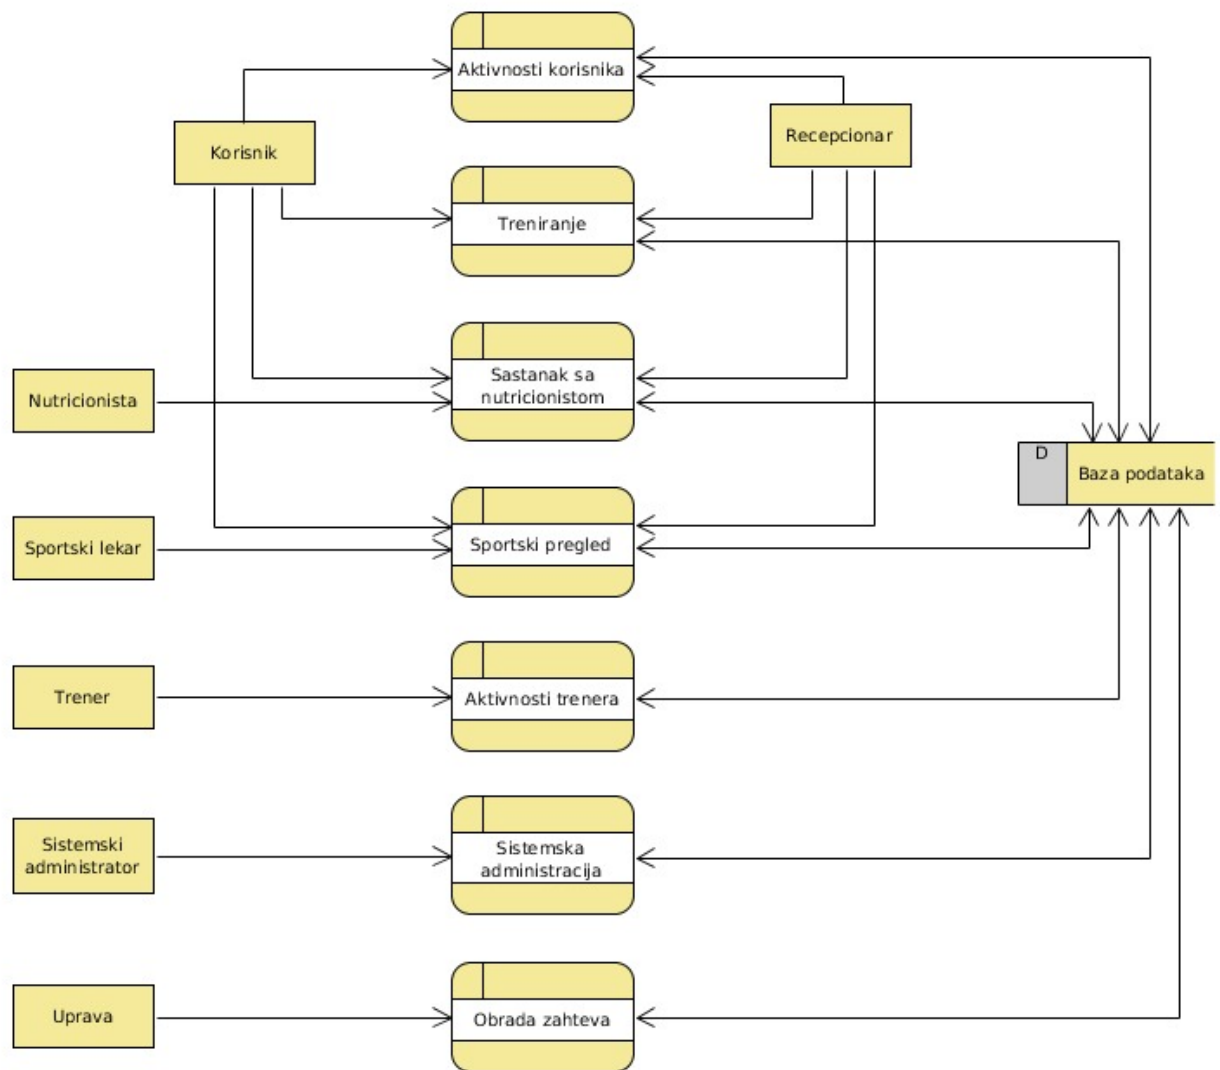 Aktivnosti korisnika
Recepcionar
Korisnik
Treniranje
Sastanak sa
nutricionistom
Nutricionista
D
Baza podataka
Sportski pregled
Sportski lekar
Trener
Aktivnosti trenera
Sistemski
administrator
Sistemska
administracija
Uprava
Obrada zahteva